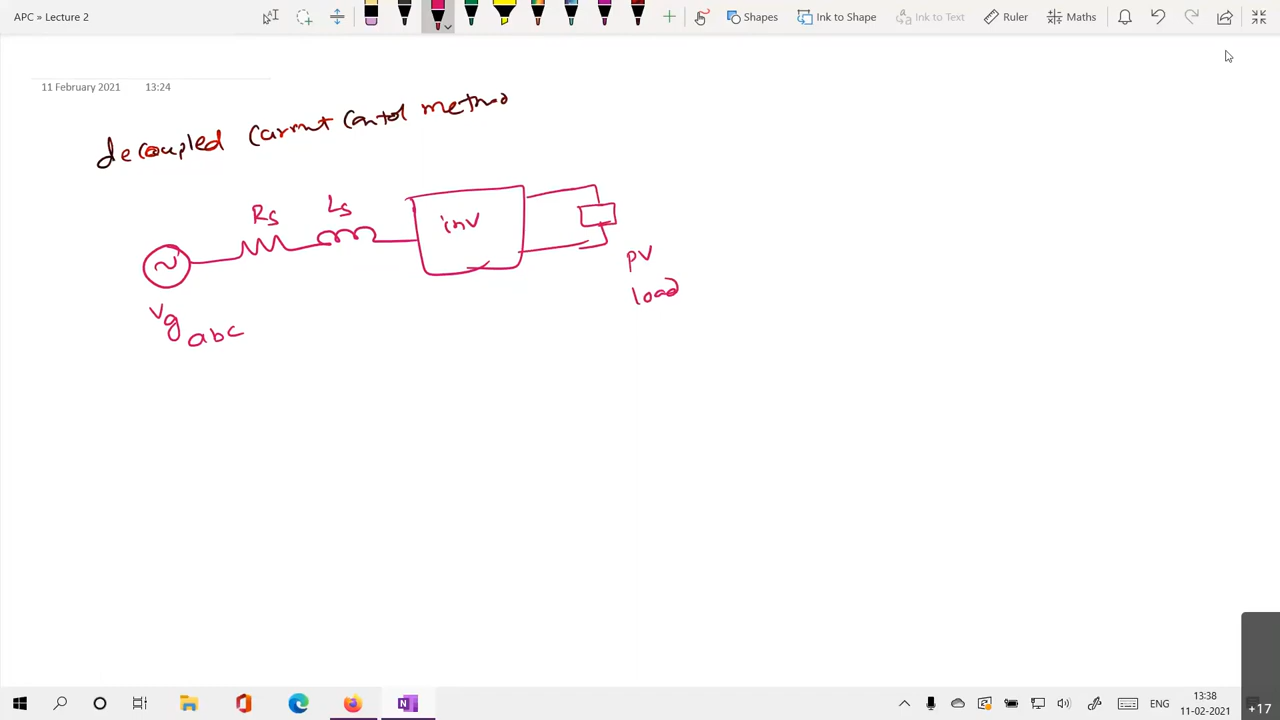 APC » Lecture 2
Shapes
Ink to Shape
Ink to Text
Ruler
Maths
11 February 2021 13:24
decoupled current control method
Rs
Ls
inv
PV
load
Vg abc
ENG
13:38
11-02-2021
+17